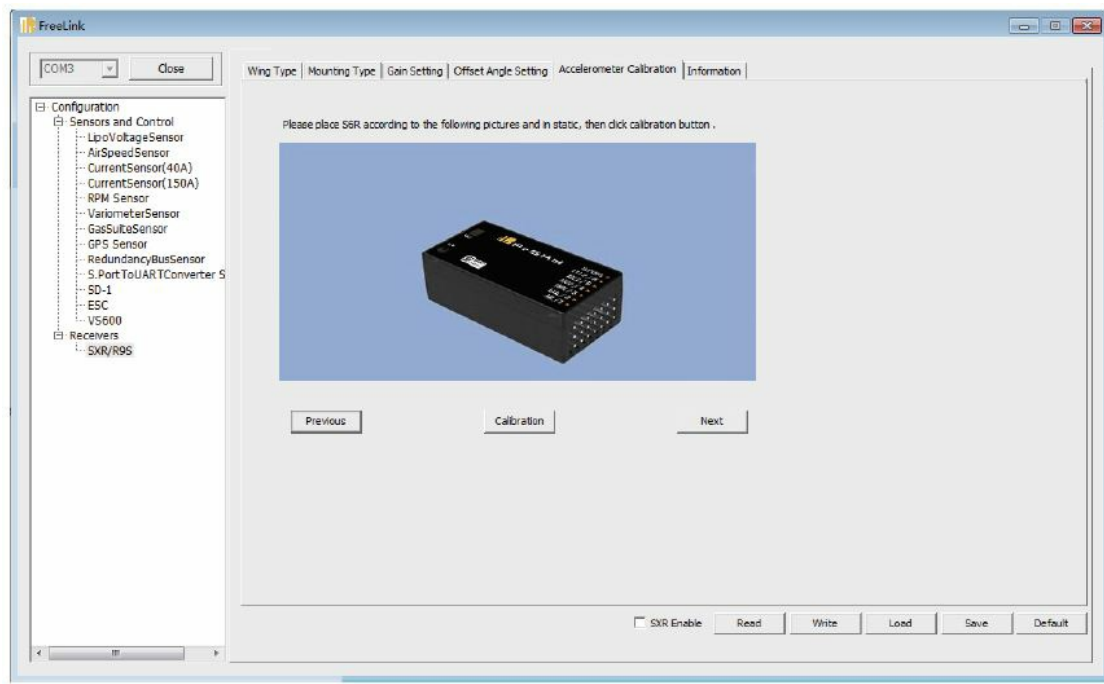 FreeLink
COM3 Close
Wing Type Mounting Type Gain Setting Offset Angle Setting Accelerometer Calibration Information
Configuration
Sensors and Control
LipoVoltageSensor
AirSpeedSensor
CurrentSensor(40A)
CurrentSensor(150A)
RPM Sensor
VariometerSensor
GasSuiteSensor
GPS Sensor
RedundancyBusSensor
S.PortToUARTConverter S
SD-1
ESC
VS600
Receivers
SXR/R9S
Please place S6R according to the following pictures and in static, then click calibration button .
FrSKY
Previous Calibration Next
SXR Enable Read Write Load Save Default